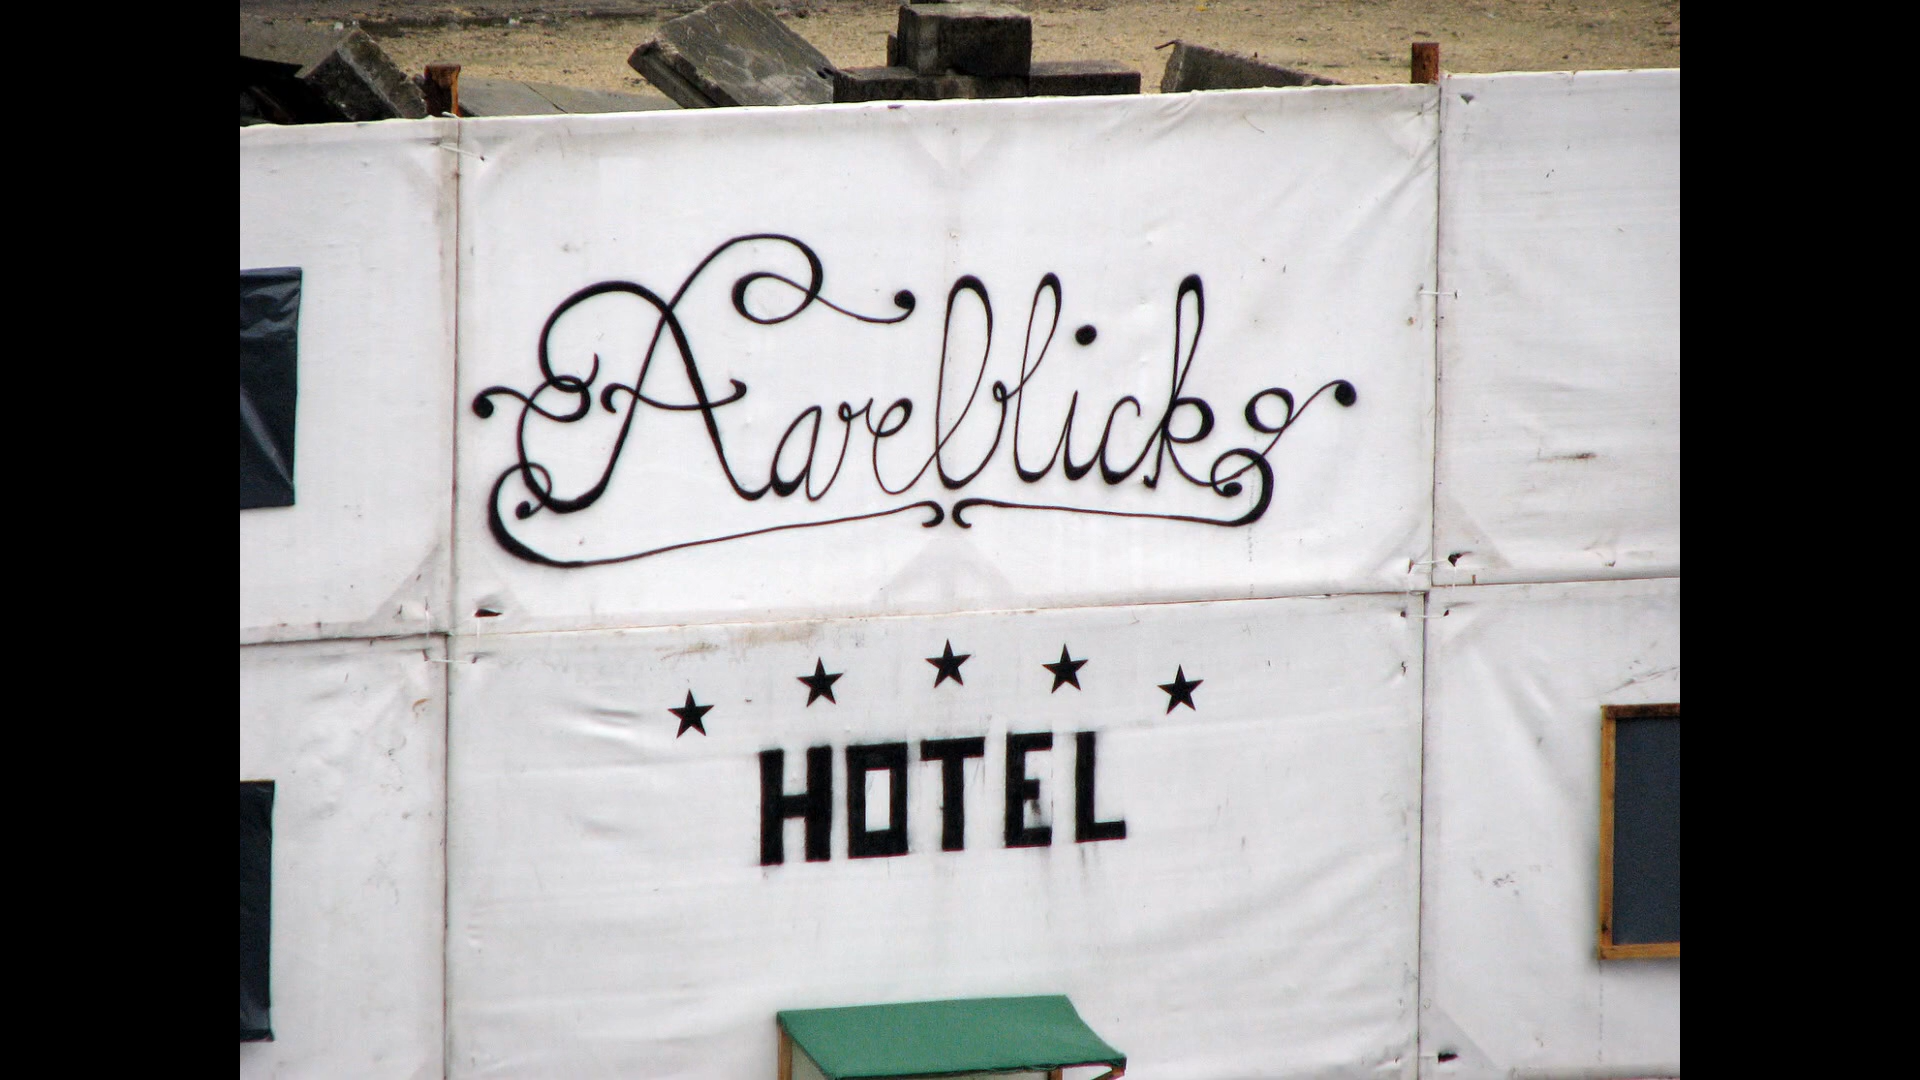 Aareblick
★ ★ ★ ★ ★
HOTEL